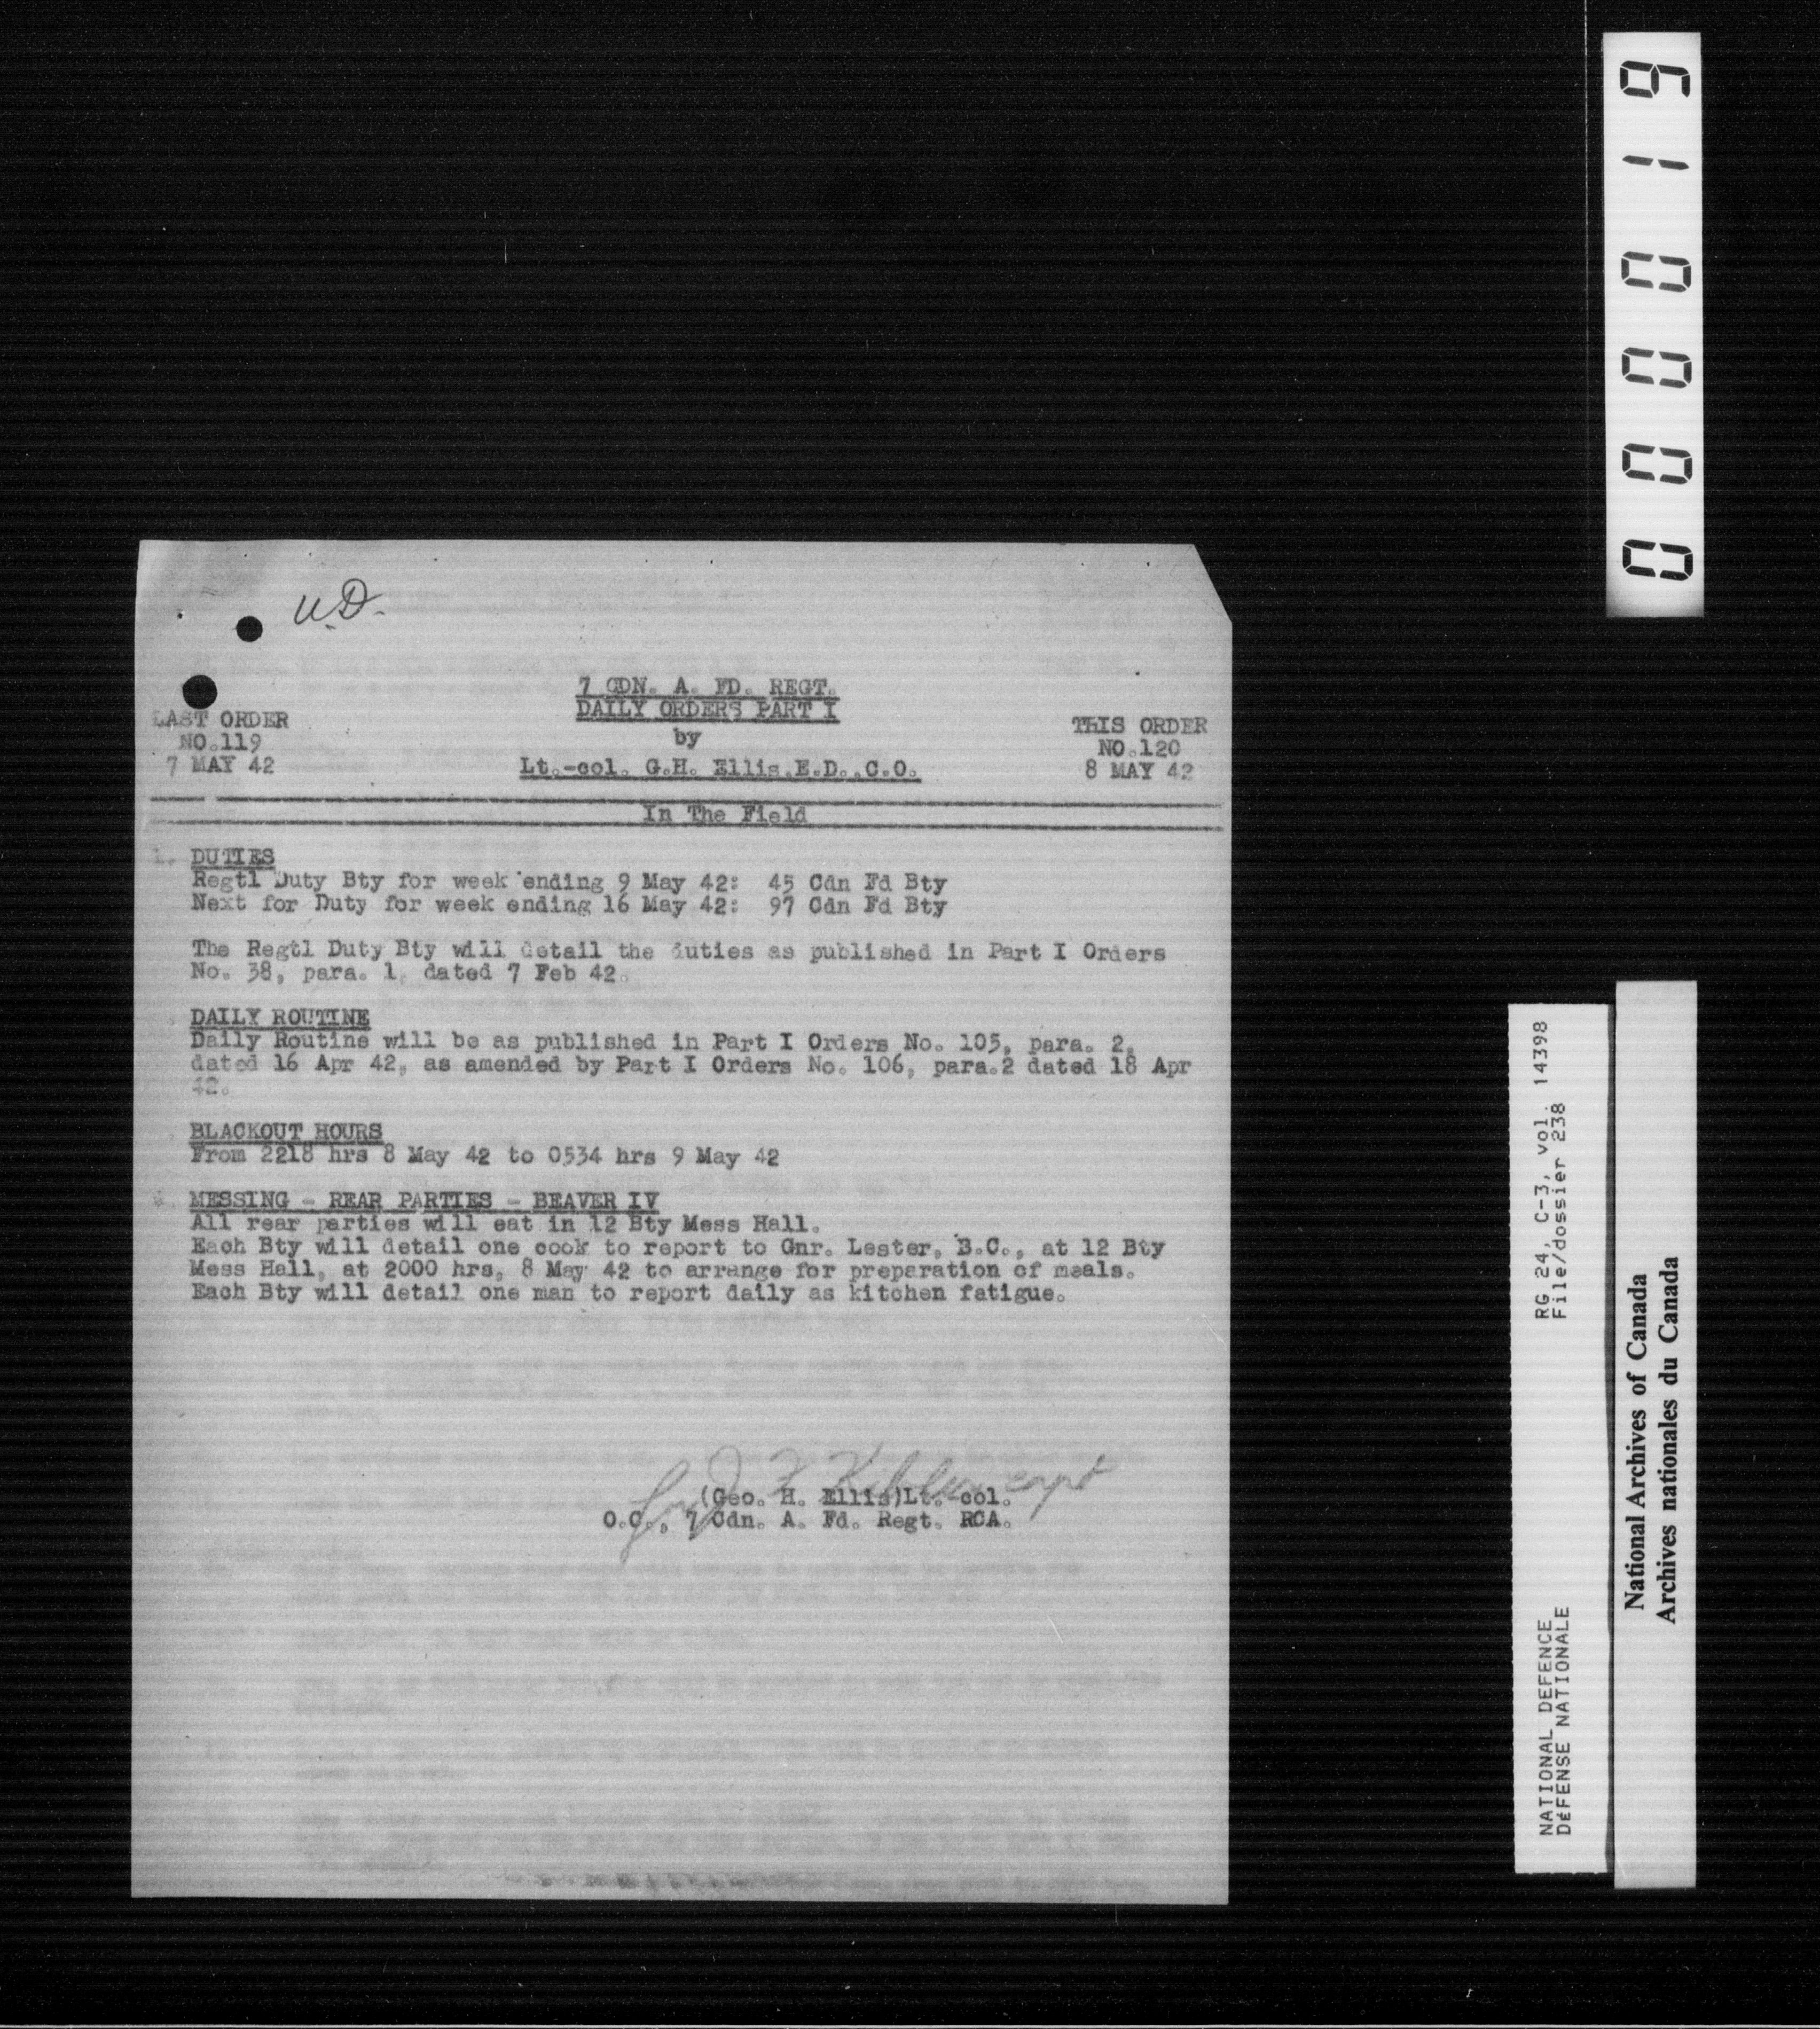 W.D.
7 CDN. A. FD. REGT.
DAILY ORDERS PART I
by
Lt.-col. G.H. Ellis.E.D..C.O.
LAST ORDER
NO.119
7 MAY 42
THIS ORDER
NO.120
8 MAY 42
In The Field
1. DUTIES
Regtl Duty Bty for week ending 9 May 42: 45 Cdn Fd Bty
Next for Duty for week ending 16 May 42: 97 Cdn Fd Bty
The Regtl Duty Bty will detail the duties as published in Part I Orders
No. 38, para. 1, dated 7 Feb 42.
DAILY ROUTINE
Daily Routine will be as published in Part I Orders No. 105, para. 2,
dated 16 Apr 42, as amended by Part I Orders No. 106, para.2 dated 18 Apr
42.
BLACKOUT HOURS
From 2218 hrs 8 May 42 to 0534 hrs 9 May 42
MESSING - REAR PARTIES - BEAVER IV
All rear parties will eat in 12 Bty Mess Hall.
Each Bty will detail one cook to report to Gnr. Lester, B.C., at 12 Bty
Mess Hall, at 2000 hrs, 8 May 42 to arrange for preparation of meals.
Each Bty will detail one man to report daily as kitchen fatigue.
capt
(Geo. H. Ellis)Lt.-col.
O.C., 7 Cdn. A. Fd. Regt. RCA.
000019
RG 24, C-3, vol. 14398
File/dossier 238
NATIONAL DEFENCE
DÉFENSE NATIONALE
National Archives of Canada
Archives nationales du Canada